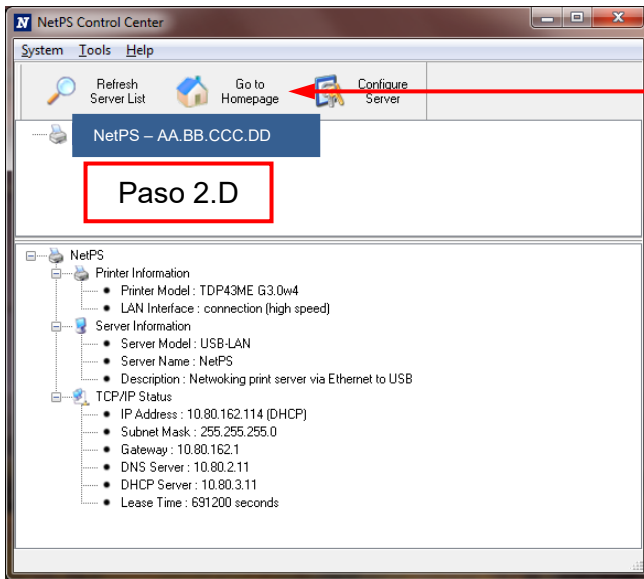 NetPS Control Center
System Tools Help
Refresh Server List
Go to Homepage
Configure Server
NetPS – AA.BB.CCC.DD
Paso 2.D
NetPS
Printer Information
Printer Model : TDP43ME G3.0w4
LAN Interface : connection (high speed)
Server Information
Server Model : USB-LAN
Server Name : NetPS
Description : Netwoking print server via Ethernet to USB
TCP/IP Status
IP Address : 10.80.162.114 (DHCP)
Subnet Mask : 255.255.255.0
Gateway : 10.80.162.1
DNS Server : 10.80.2.11
DHCP Server : 10.80.3.11
Lease Time : 691200 seconds